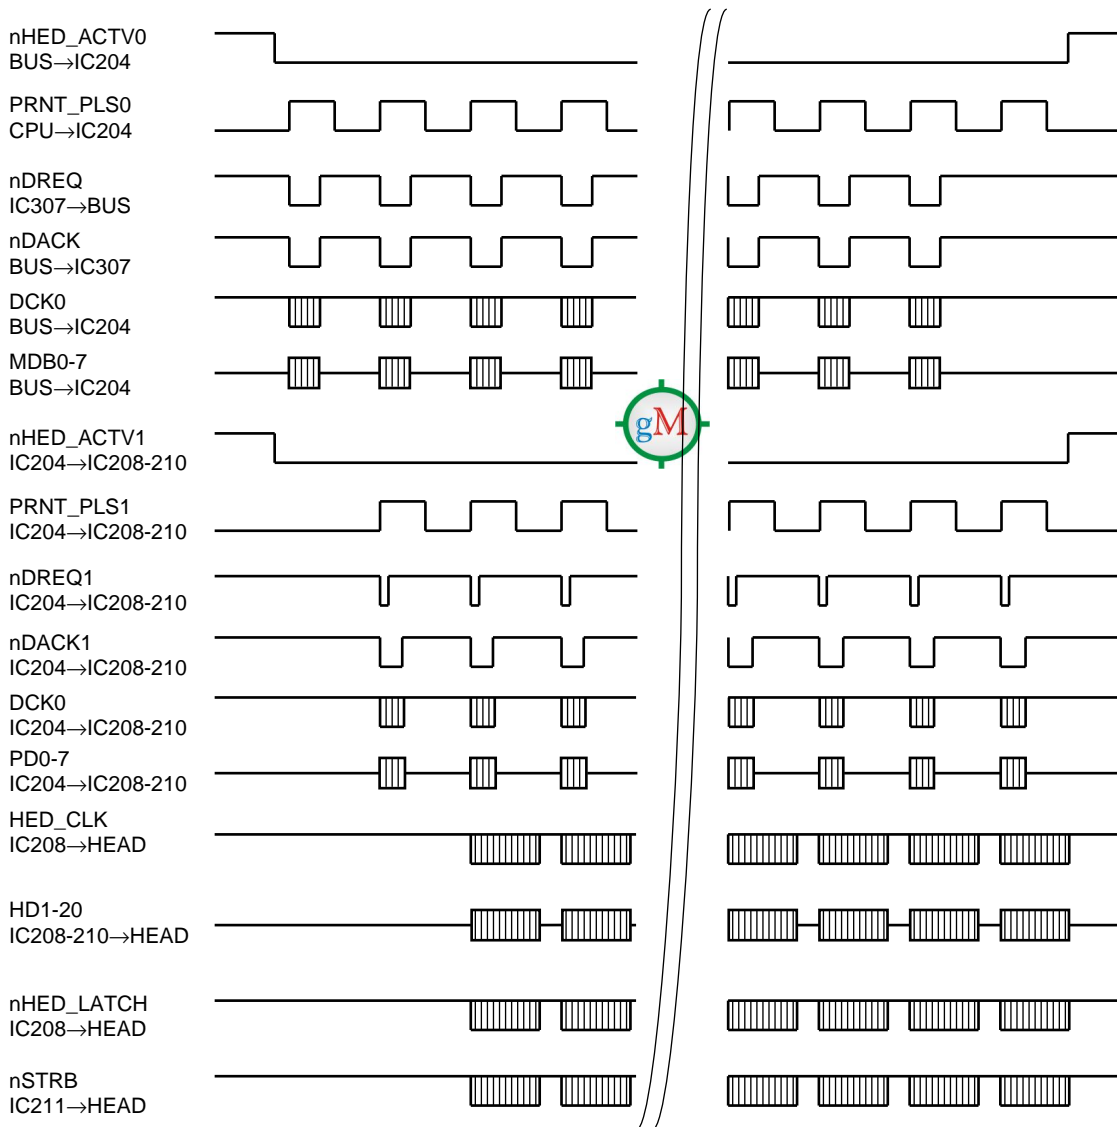 nHED_ACTV0
BUS→IC204
PRNT_PLS0
CPU→IC204
nDREQ
IC307→BUS
nDACK
BUS→IC307
DCK0
BUS→IC204
MDB0-7
BUS→IC204
gM
nHED_ACTV1
IC204→IC208-210
PRNT_PLS1
IC204→IC208-210
nDREQ1
IC204→IC208-210
nDACK1
IC204→IC208-210
DCK0
IC204→IC208-210
PD0-7
IC204→IC208-210
HED_CLK
IC208→HEAD
HD1-20
IC208-210→HEAD
nHED_LATCH
IC208→HEAD
nSTRB
IC211→HEAD